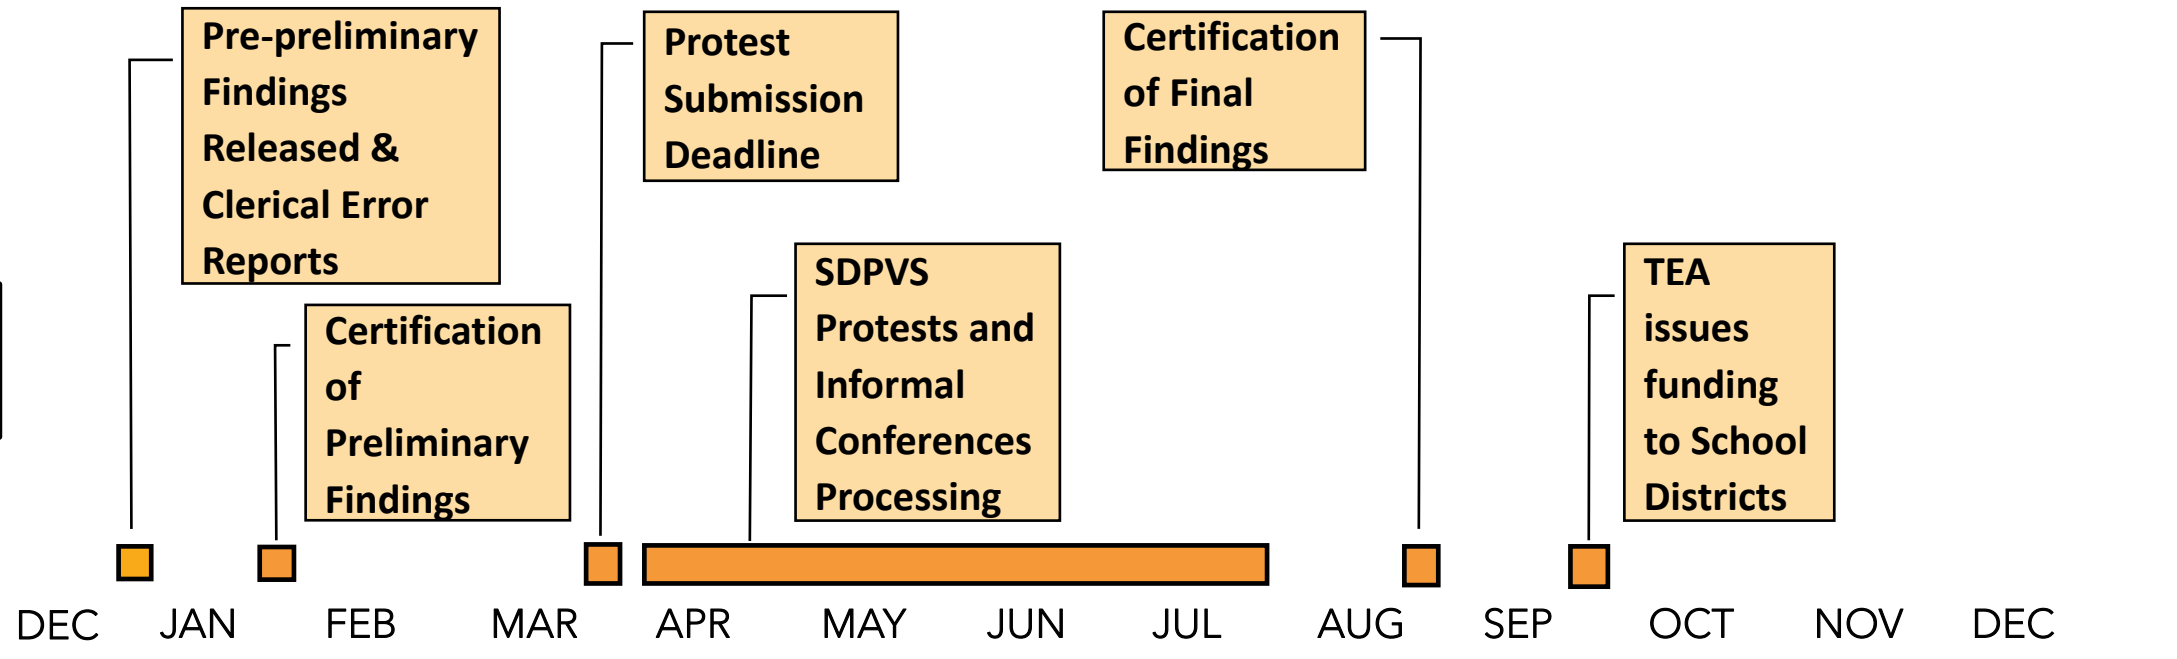 Pre-preliminary
Findings
Released &
Clerical Error
Reports
Protest
Submission
Deadline
Certification
of Final
Findings
Certification
of
Preliminary
Findings
SDPVS
Protests and
Informal
Conferences
Processing
TEA
issues
funding
to School
Districts
DEC JAN FEB MAR APR MAY JUN JUL AUG SEP OCT NOV DEC